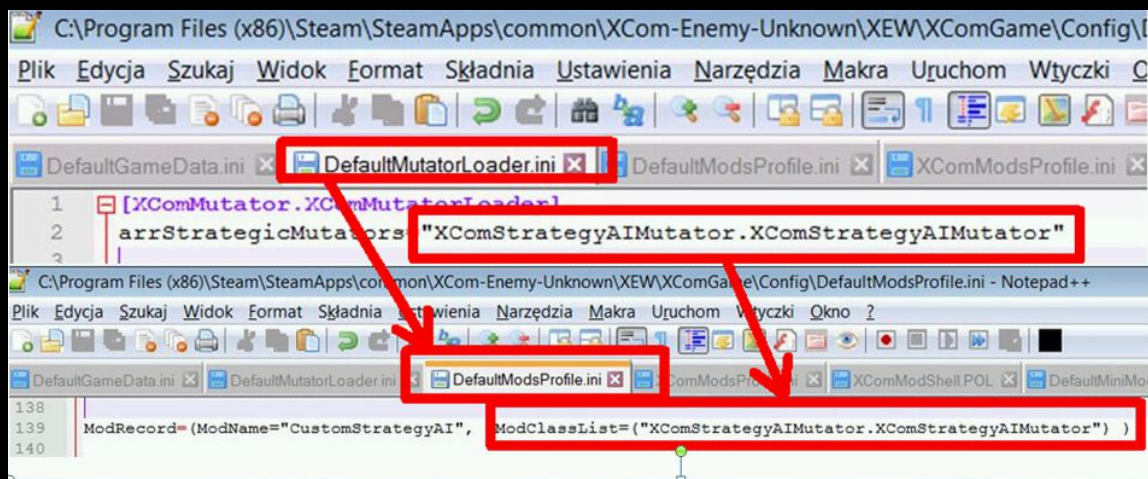 C:\Program Files (x86)\Steam\SteamApps\common\XCom-Enemy-Unknown\XEW\XComGame\Config\
Plik Edycja Szukaj Widok Format Składnia Ustawienia Narzędzia Makra Uruchom Wtyczki O
DefaultGameData.ini DefaultMutatorLoader.ini DefaultModsProfile.ini XComModsProfile.ini
1 [XComMutator.XComMutatorLoader]
2 arrStrategicMutators="XComStrategyAIMutator.XComStrategyAIMutator"
3
C:\Program Files (x86)\Steam\SteamApps\common\XCom-Enemy-Unknown\XEW\XComGame\Config\DefaultModsProfile.ini - Notepad++
Plik Edycja Szukaj Widok Format Składnia Ustawienia Narzędzia Makra Uruchom Wtyczki Okno ?
DefaultGameData.ini DefaultMutatorLoader.ini DefaultModsProfile.ini XComModShell.POL DefaultMiniMo
138
139 ModRecord=(ModName="CustomStrategyAI", ModClassList=("XComStrategyAIMutator.XComStrategyAIMutator") )
140